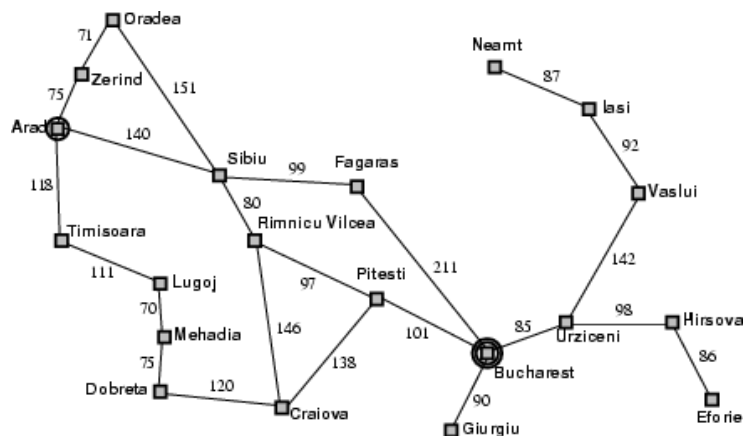 Oradea
71
Neamt
Zerind
87
151
75
Iasi
Arad
140
92
Sibiu
99
Fagaras
118
Vaslui
80
Timisoara
Rimnicu Vilcea
142
111
211
Lugoj
97
Pitesti
70
98
Hirsova
146
101
85
Mehadia
138
Urziceni
86
75
Bucharest
120
Dobreta
90
Craiova
Eforie
Giurgiu